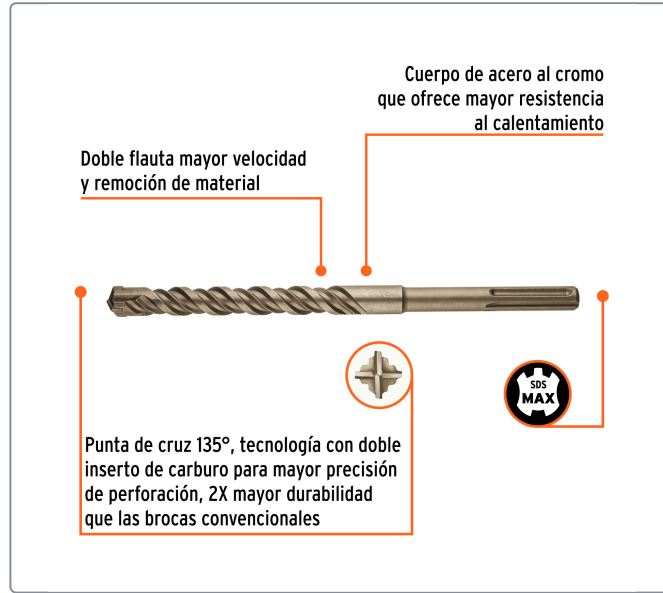 Cuerpo de acero al cromo
que ofrece mayor resistencia
al calentamiento
Doble flauta mayor velocidad
y remoción de material
SDS
MAX
Punta de cruz 135°, tecnología con doble
inserto de carburo para mayor precisión
de perforación, 2X mayor durabilidad
que las brocas convencionales